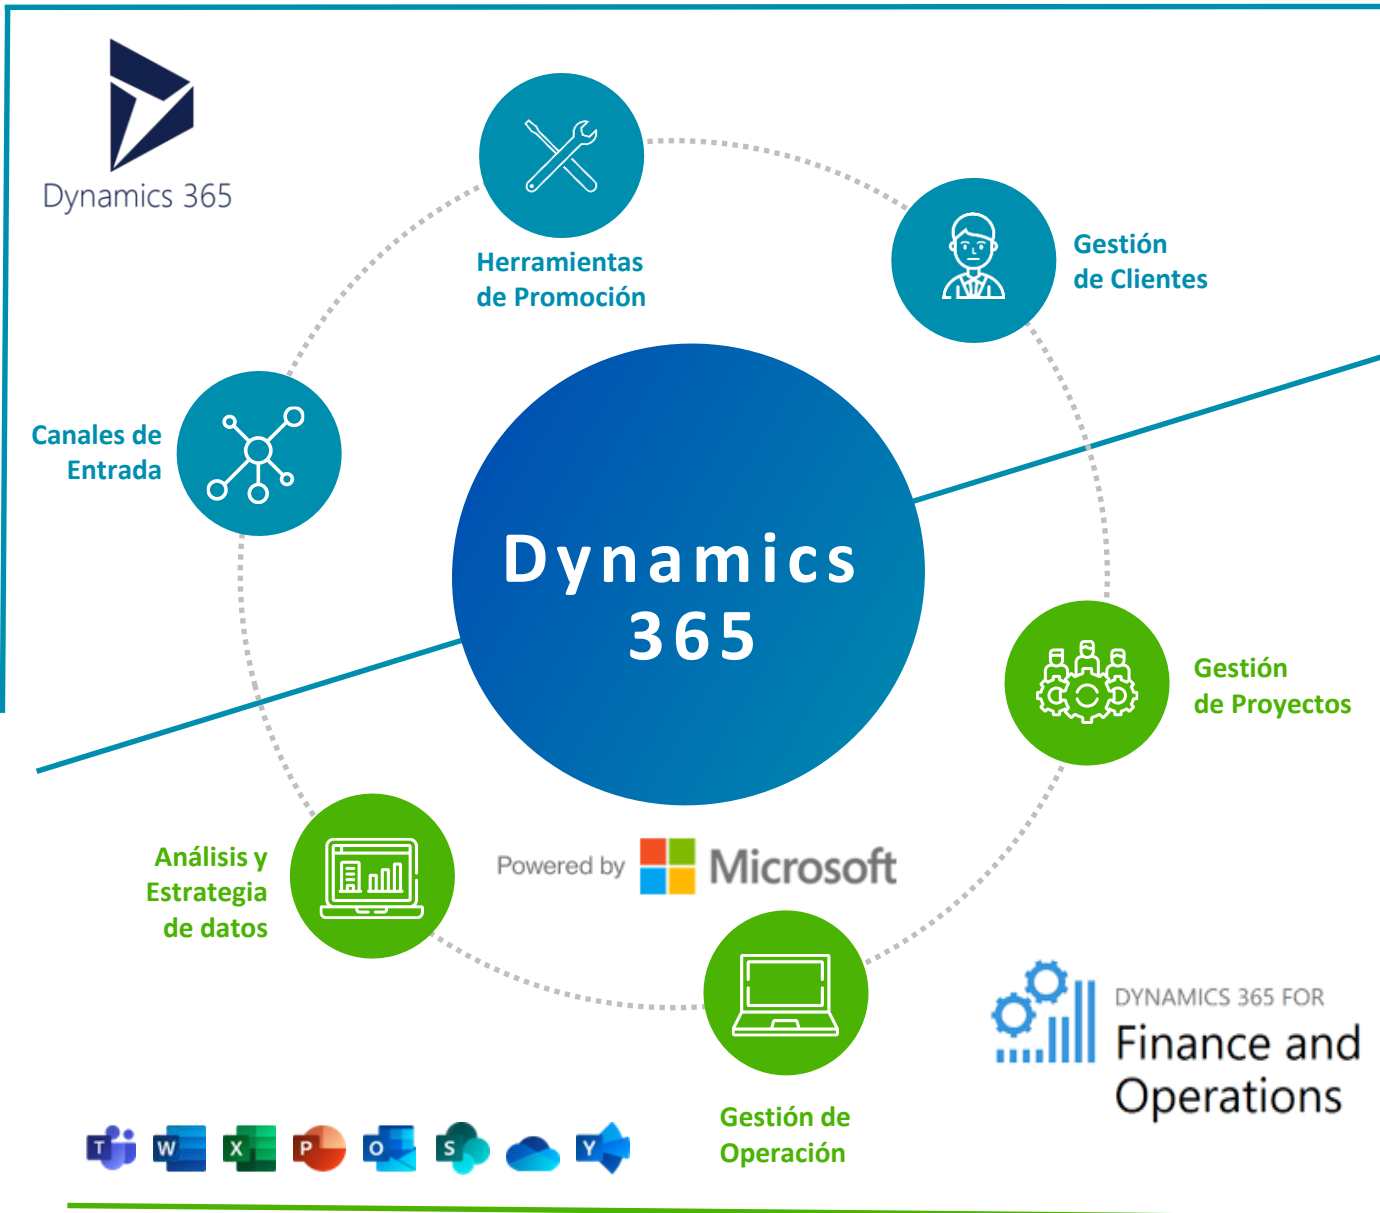 Dynamics 365
Herramientas
de Promoción
Gestión
de Clientes
Canales de
Entrada
Dynamics
365
Gestión
de Proyectos
Análisis y
Estrategia
de datos
Powered by Microsoft
DYNAMICS 365 FOR
Finance and
Operations
Gestión de
Operación
T W X P O S Y